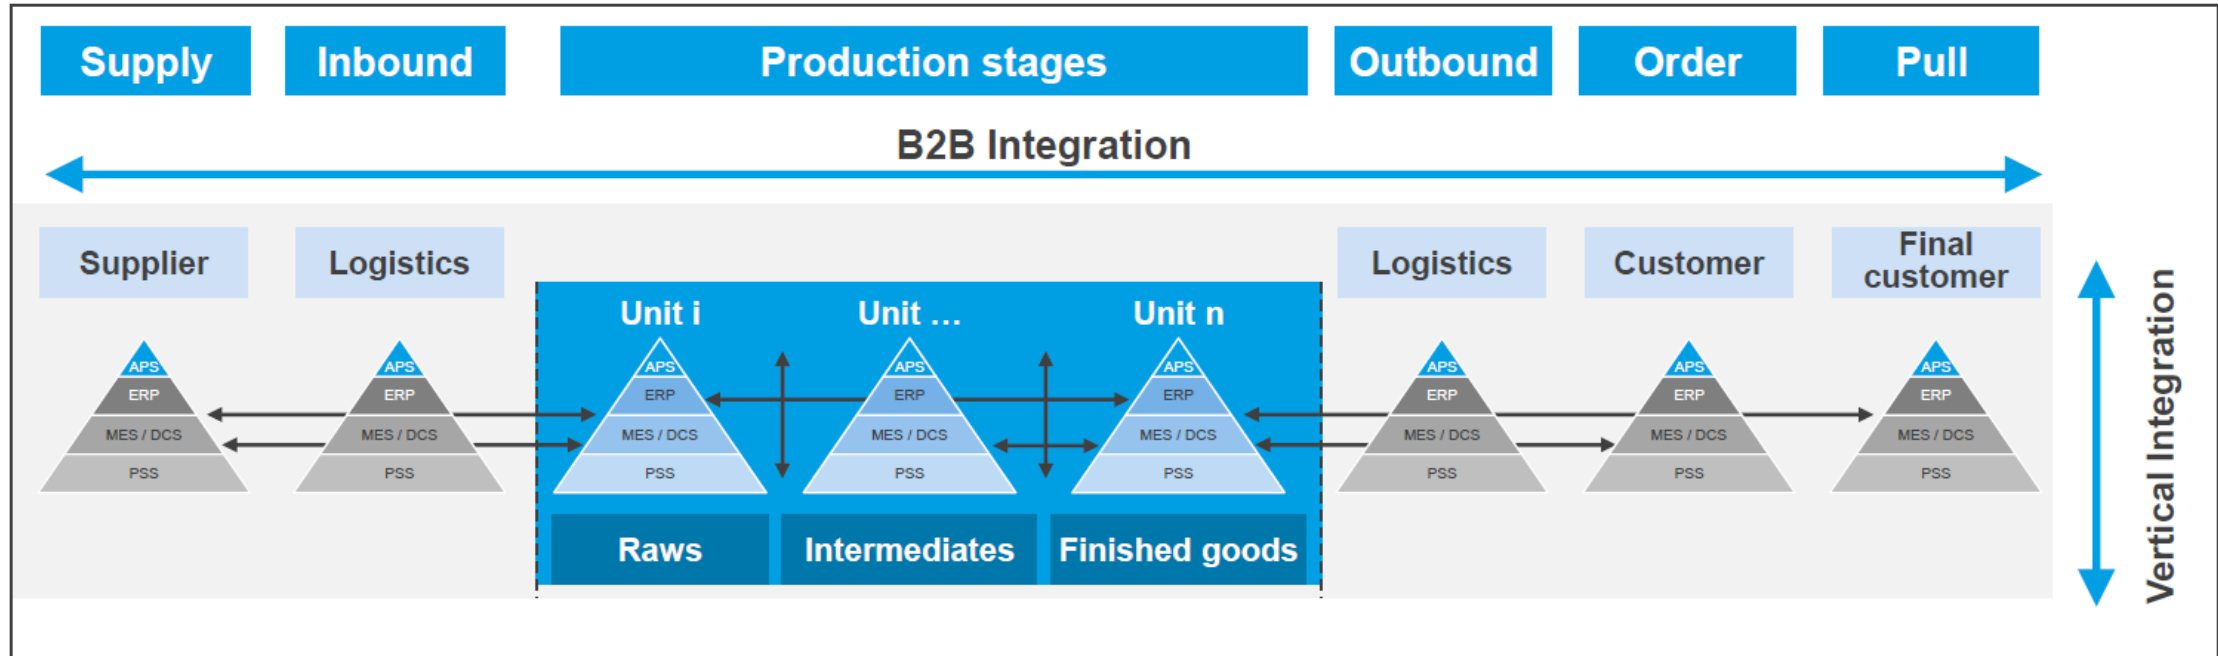 Supply
Inbound
Production stages
Outbound
Order
Pull
B2B Integration
Supplier
Logistics
Logistics
Customer
Final
customer
Unit i
Unit ...
Unit n
APS
ERP
MES / DCS
PSS
APS
ERP
MES / DCS
PSS
APS
ERP
MES / DCS
PSS
APS
ERP
MES / DCS
PSS
APS
ERP
MES / DCS
PSS
APS
ERP
MES / DCS
PSS
APS
ERP
MES / DCS
PSS
APS
ERP
MES / DCS
PSS
Raws
Intermediates
Finished goods
Vertical Integration